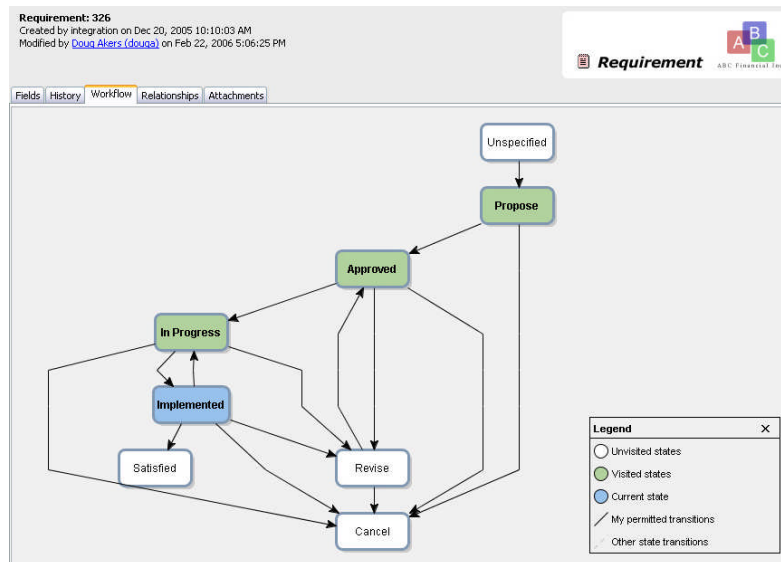 Requirement: 326
Created by integration on Dec 20, 2005 10:10:03 AM
Modified by Doug Akers (douga) on Feb 22, 2006 5:06:25 PM
Requirement
A
B
C
ABC Financial Inc
Fields History Workflow Relationships Attachments
Unspecified
Propose
Approved
In Progress
Implemented
Satisfied
Revise
Cancel
Legend X
Unvisited states
Visited states
Current state
My permitted transitions
Other state transitions